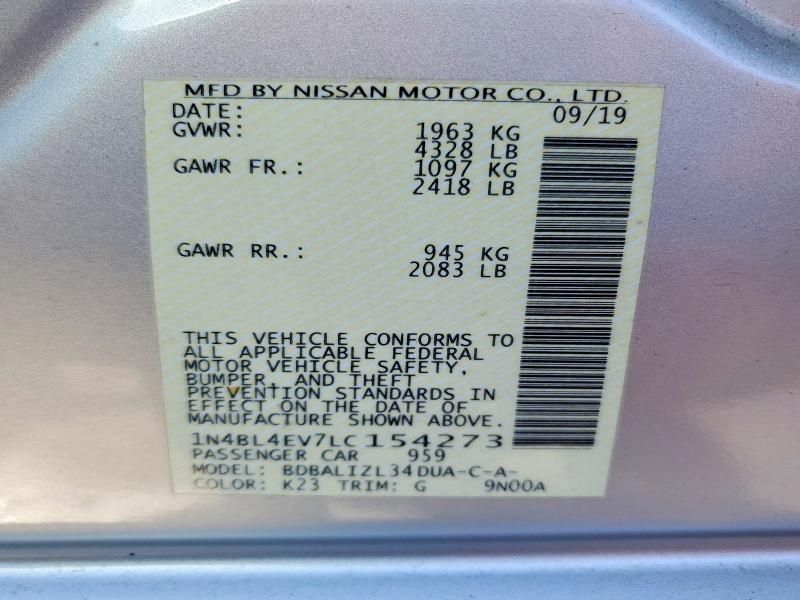 MFD BY NISSAN MOTOR CO., LTD.
DATE: 09/19
GVWR: 1963 KG
4328 LB
GAWR FR.: 1097 KG
2418 LB
GAWR RR.: 945 KG
2083 LB
THIS VEHICLE CONFORMS TO
ALL APPLICABLE FEDERAL
MOTOR VEHICLE SAFETY,
BUMPER, AND THEFT
PREVENTION STANDARDS IN
EFFECT ON THE DATE OF
MANUFACTURE SHOWN ABOVE.
1N4BL4EV7LC154273
PASSENGER CAR 959
MODEL: BDBALIZL34DUA-C-A-
COLOR: K23 TRIM: G 9N00A